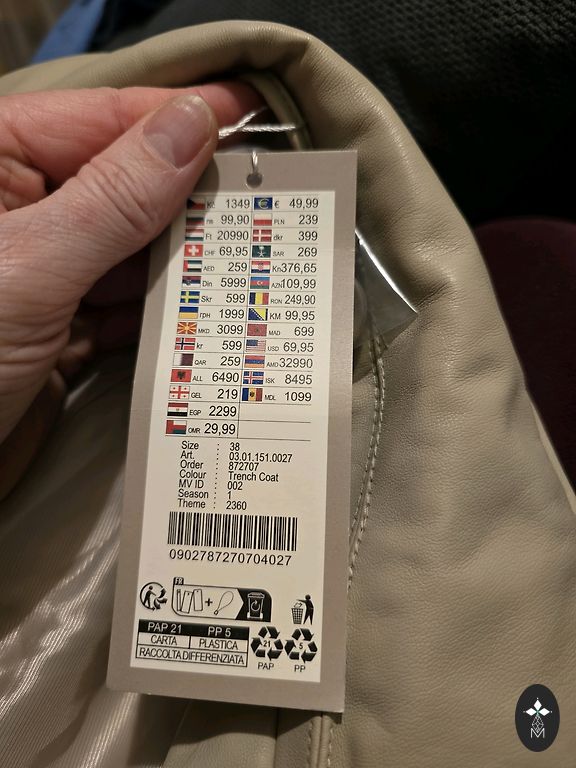 Kč 1349 € 49,99
лв 99,90 PLN 239
Ft 20990 dkr 399
CHF 69,95 SAR 269
AED 259 Kn 376,65
Din 5999 AZN 109,99
Skr 599 RON 249,90
грн 1999 KM 99,95
MKD 3099 MAD 699
kr 599 USD 69,95
QAR 259 AMD 32990
ALL 6490 ISK 8495
GEL 219 MDL 1099
EGP 2299
OMR 29,99
Size : 38
Art. : 03.01.151.0027
Order : 872707
Colour : Trench Coat
MV ID : 002
Season : 1
Theme : 2360
0902787270704027
FR
+
PAP 21 PP 5
CARTA PLASTICA
RACCOLTA DIFFERENZIATA
21 5
PAP PP
M